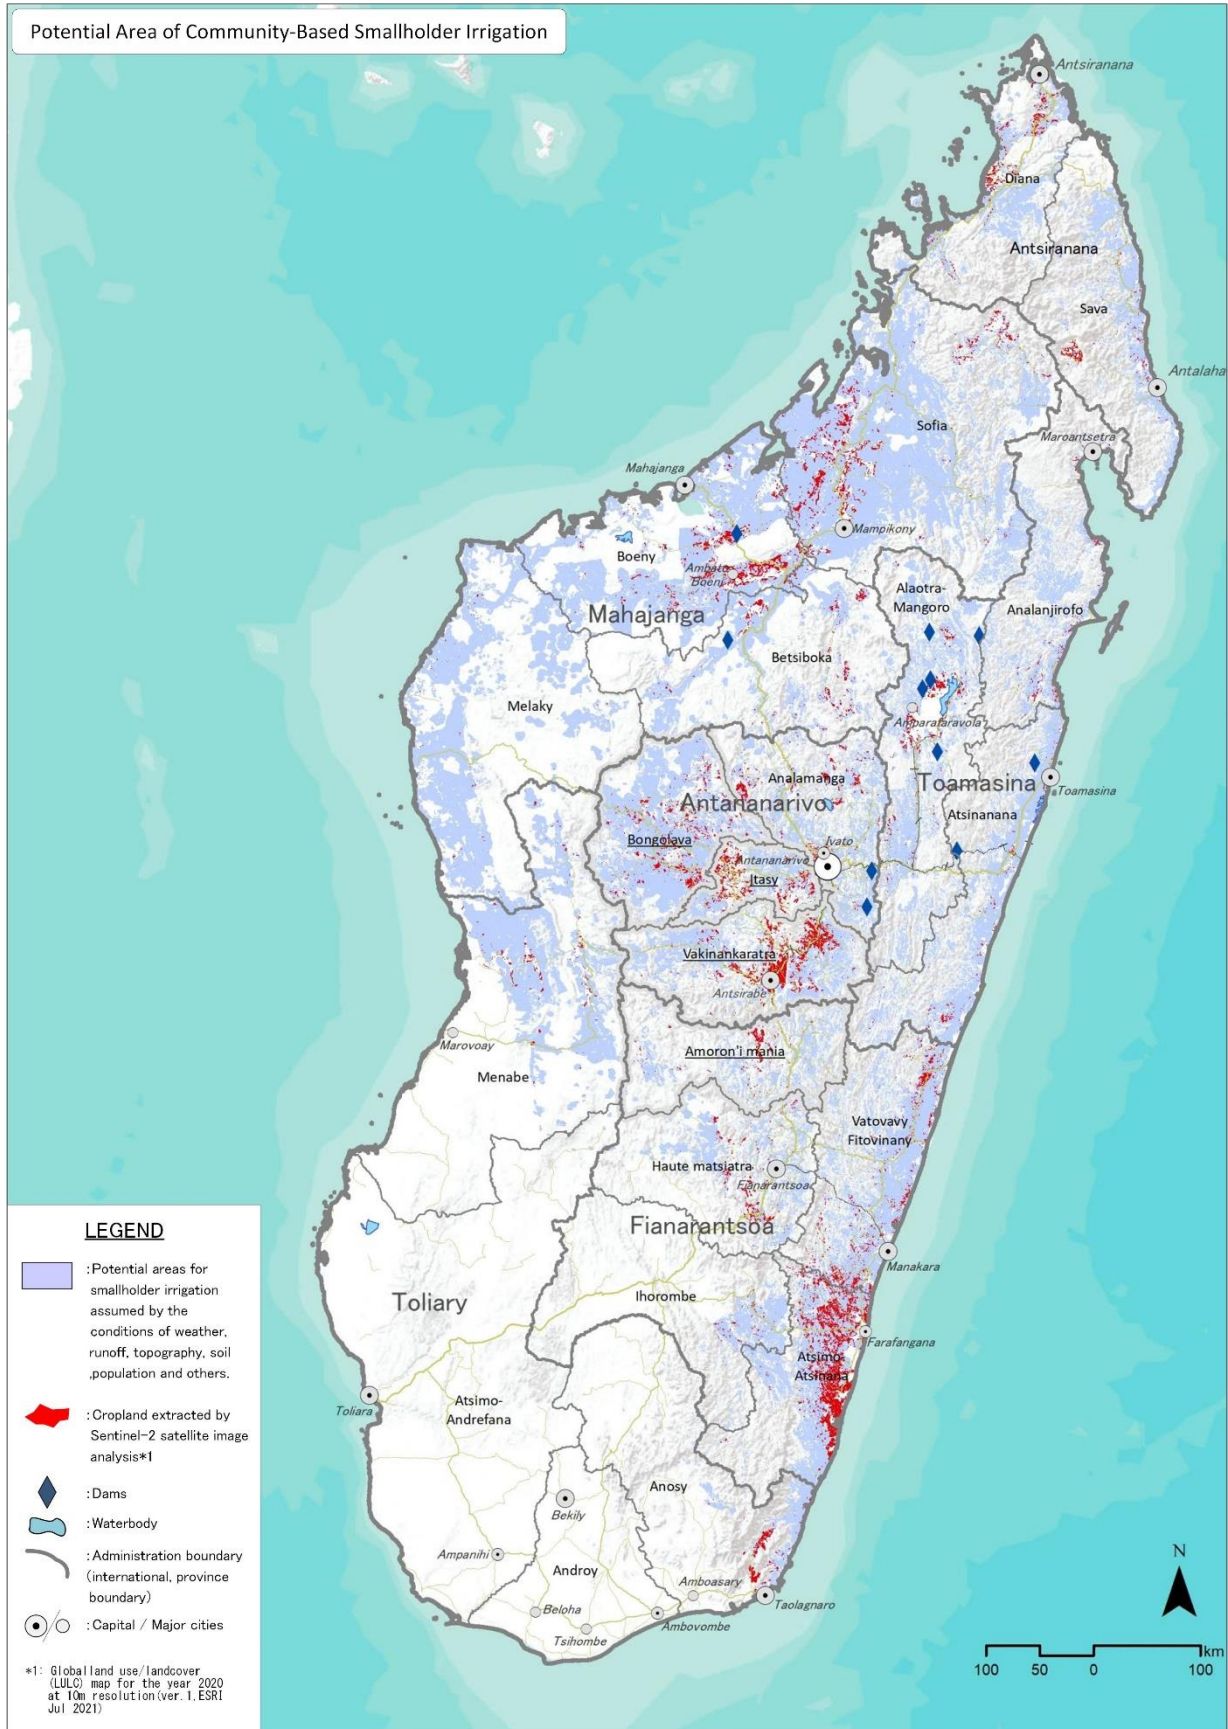 Potential Area of Community-Based Smallholder Irrigation
Antsiranana
Diana
Antsiranana
Sava
Antalaha
Sofia
Maroantsetra
Mahajanga
Mampikony
Boeny
Ambato
Boeni
Alaotra-
Mangoro
Analanjirofo
Mahajanga
Betsiboka
Melaky
Amparafaravola
Analamanga
Toamasina
Toamasina
Antananarivo
Atsinanana
Bongolava
Ivato
Antananarivo
Itasy
Vakinankaratra
Antsirabe
Marovoay
Amoron'i mania
Menabe
Vatovavy
Fitovinany
Haute matsiatra
Fianarantsoa
Fianarantsoa
Manakara
Ihorombe
Toliary
Farafangana
Atsimo-
Atsinana
Toliara
Atsimo-
Andrefana
Anosy
Bekily
Ampanihi
Androy
Amboasary
Taolagnaro
Beloha
Ambovombe
Tsihombe
LEGEND
:Potential areas for
smallholder irrigation
assumed by the
conditions of weather,
runoff, topography, soil
,population and others.
:Cropland extracted by
Sentinel-2 satellite image
analysis*1
:Dams
:Waterbody
:Administration boundary
(international, province
boundary)
:Capital / Major cities
*1: Globalland use/landcover
(LULC) map for the year 2020
at 10m resolution(ver.1,ESRI
Jul 2021)
N
km
100 50 0 100